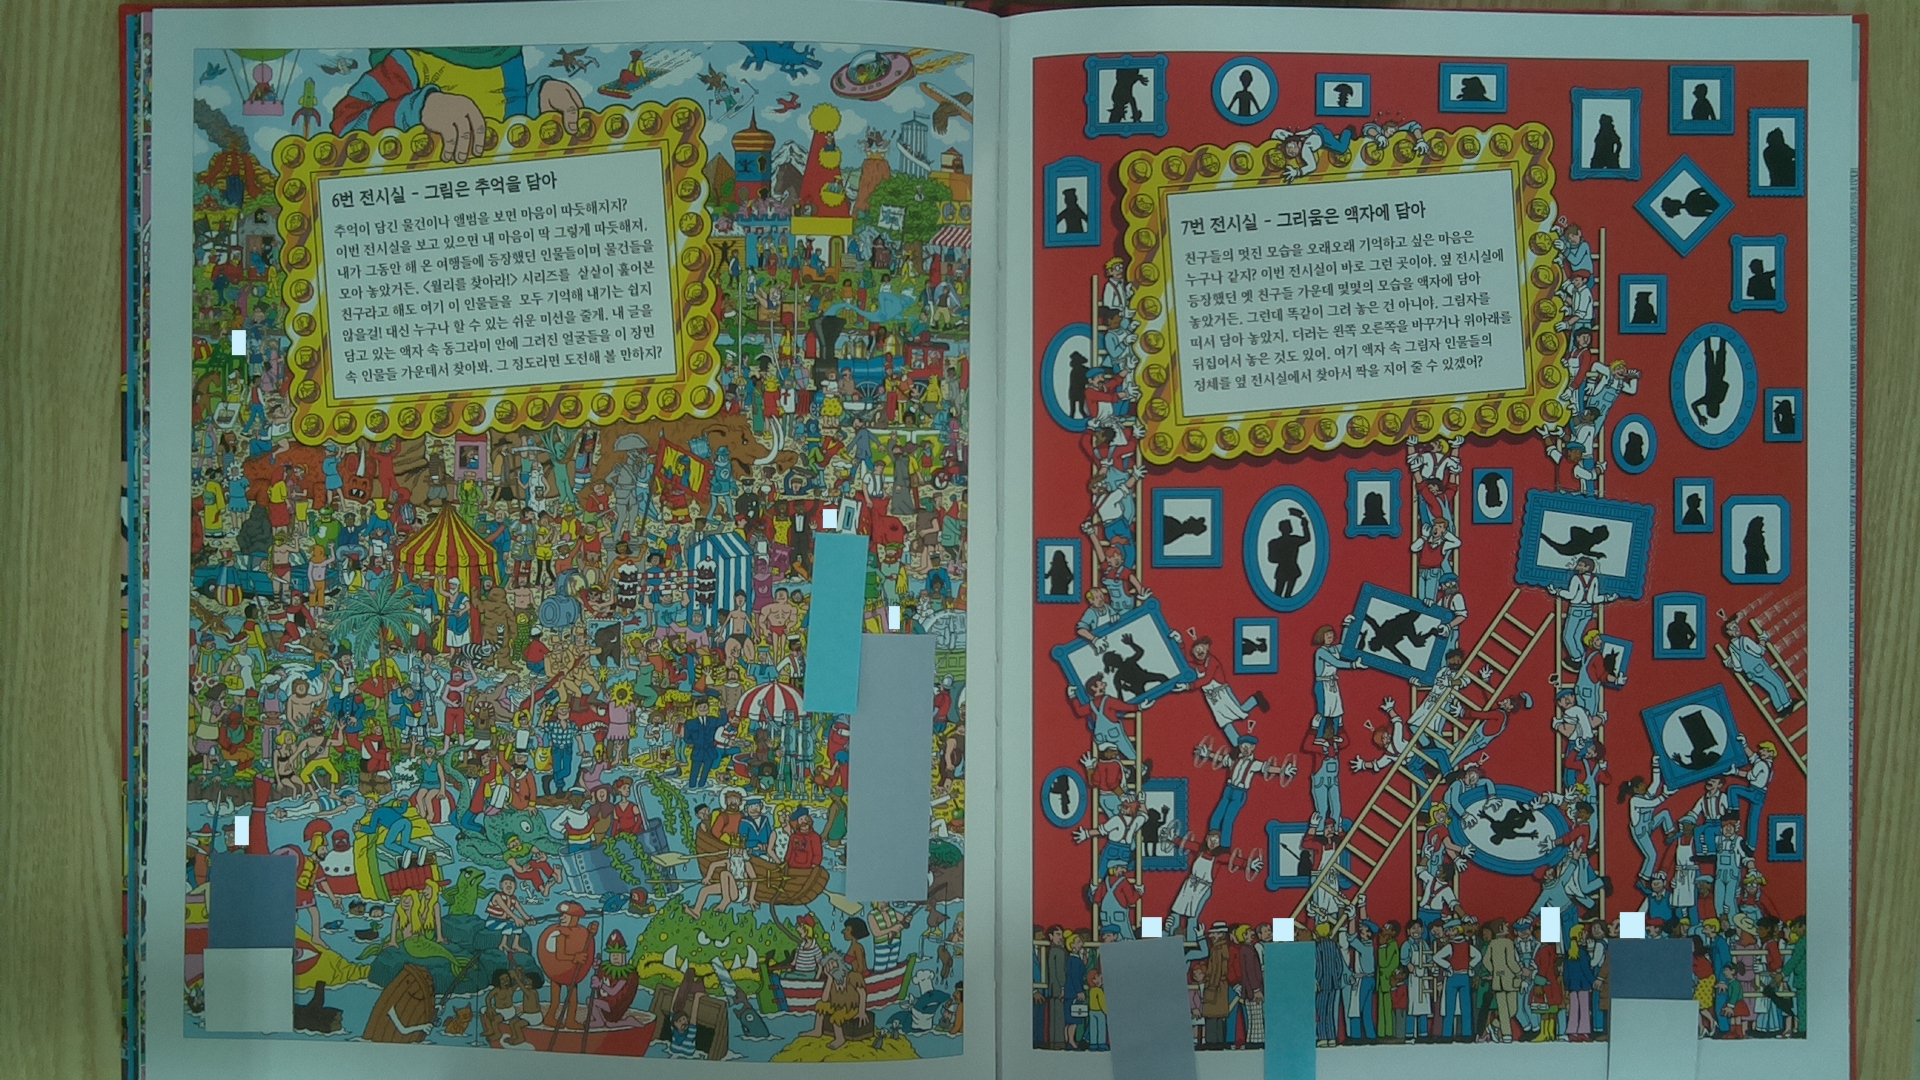 6번 전시실 - 그림은 추억을 담아
추억이 담긴 물건이나 앨범을 보면 마음이 따듯해지지?
이번 전시실을 보고 있으면 내 마음이 딱 그렇게 따듯해져.
내가 그동안 해 온 여행들에 등장했던 인물들이며 물건들을
모아 놓았거든. <월리를 찾아라!> 시리즈를 샅샅이 훑어본
친구라고 해도 여기 이 인물들을 모두 기억해 내기는 쉽지
않을걸! 대신 누구나 할 수 있는 쉬운 미션을 줄게. 내 글을
담고 있는 액자 속 동그라미 안에 그려진 얼굴들을 이 장면
속 인물들 가운데서 찾아봐. 그 정도라면 도전해 볼 만하지?
7번 전시실 - 그리움은 액자에 담아
친구들의 멋진 모습을 오래오래 기억하고 싶은 마음은
누구나 같지? 이번 전시실이 바로 그런 곳이야. 옆 전시실에
등장했던 옛 친구들 가운데 몇몇의 모습을 액자에 담아
놓았거든. 그런데 똑같이 그려 놓은 건 아니야. 그림자를
떠서 담아 놓았지. 더러는 왼쪽 오른쪽을 바꾸거나 위아래를
뒤집어서 놓은 것도 있어. 여기 액자 속 그림자 인물들의
정체를 옆 전시실에서 찾아서 짝을 지어 줄 수 있겠어?